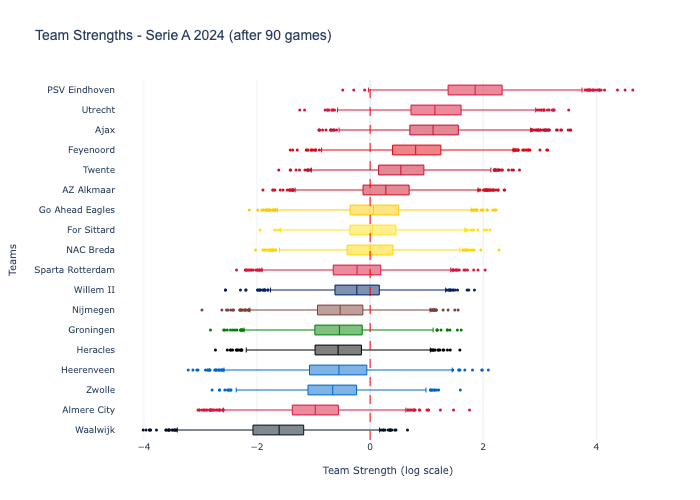 Team Strengths - Serie A 2024 (after 90 games)
PSV Eindhoven
Utrecht
Ajax
Feyenoord
Twente
AZ Alkmaar
Go Ahead Eagles
For Sittard
NAC Breda
Sparta Rotterdam
Willem II
Nijmegen
Groningen
Heracles
Heerenveen
Zwolle
Almere City
Waalwijk
Teams
−4 −2 0 2 4
Team Strength (log scale)